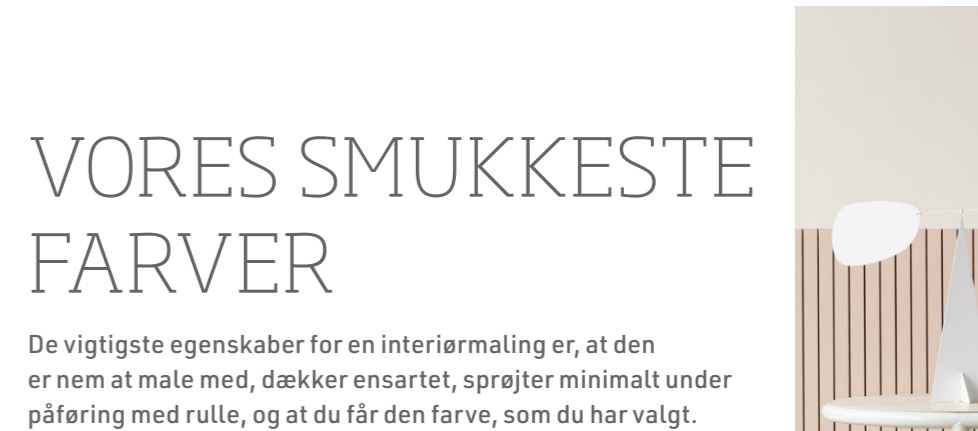 VORES SMUKKESTE
FARVER
De vigtigste egenskaber for en interiørmaling er, at den
er nem at male med, dækker ensartet, sprøjter minimalt under
påføring med rulle, og at du får den farve, som du har valgt.